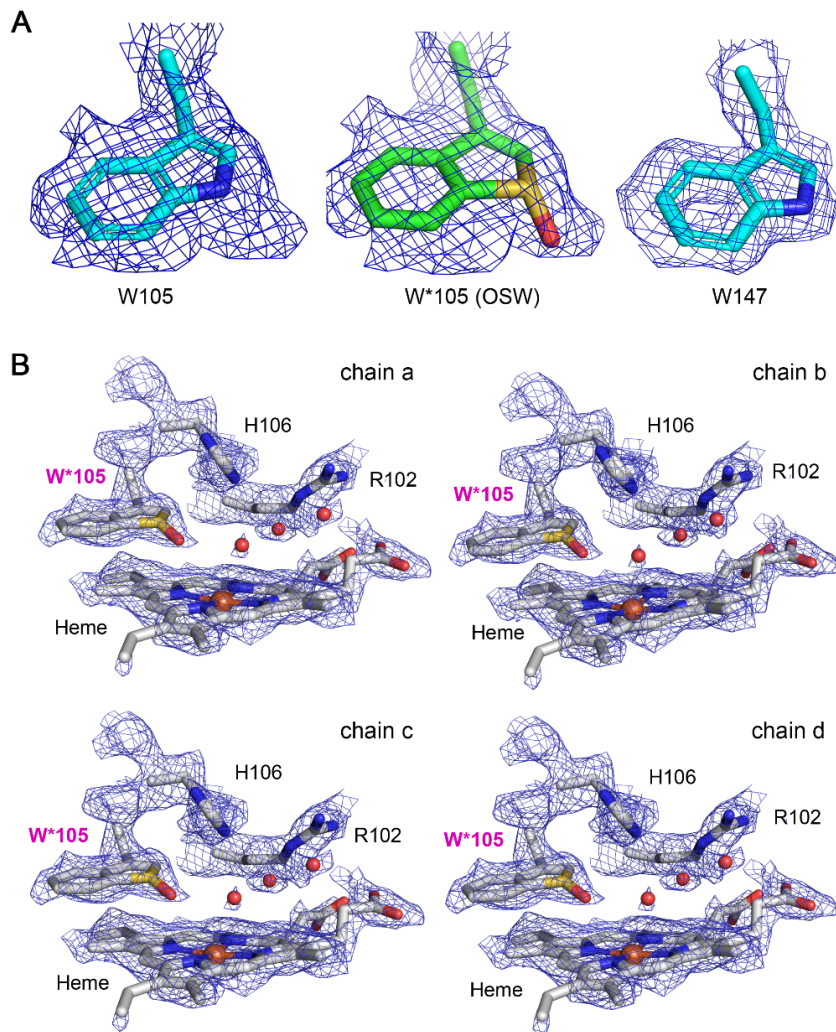 A
W105
W*105 (OSW)
W147
B
chain a
H106
W*105
R102
Heme
chain b
H106
W*105
R102
Heme
chain c
H106
W*105
R102
Heme
chain d
H106
W*105
R102
Heme